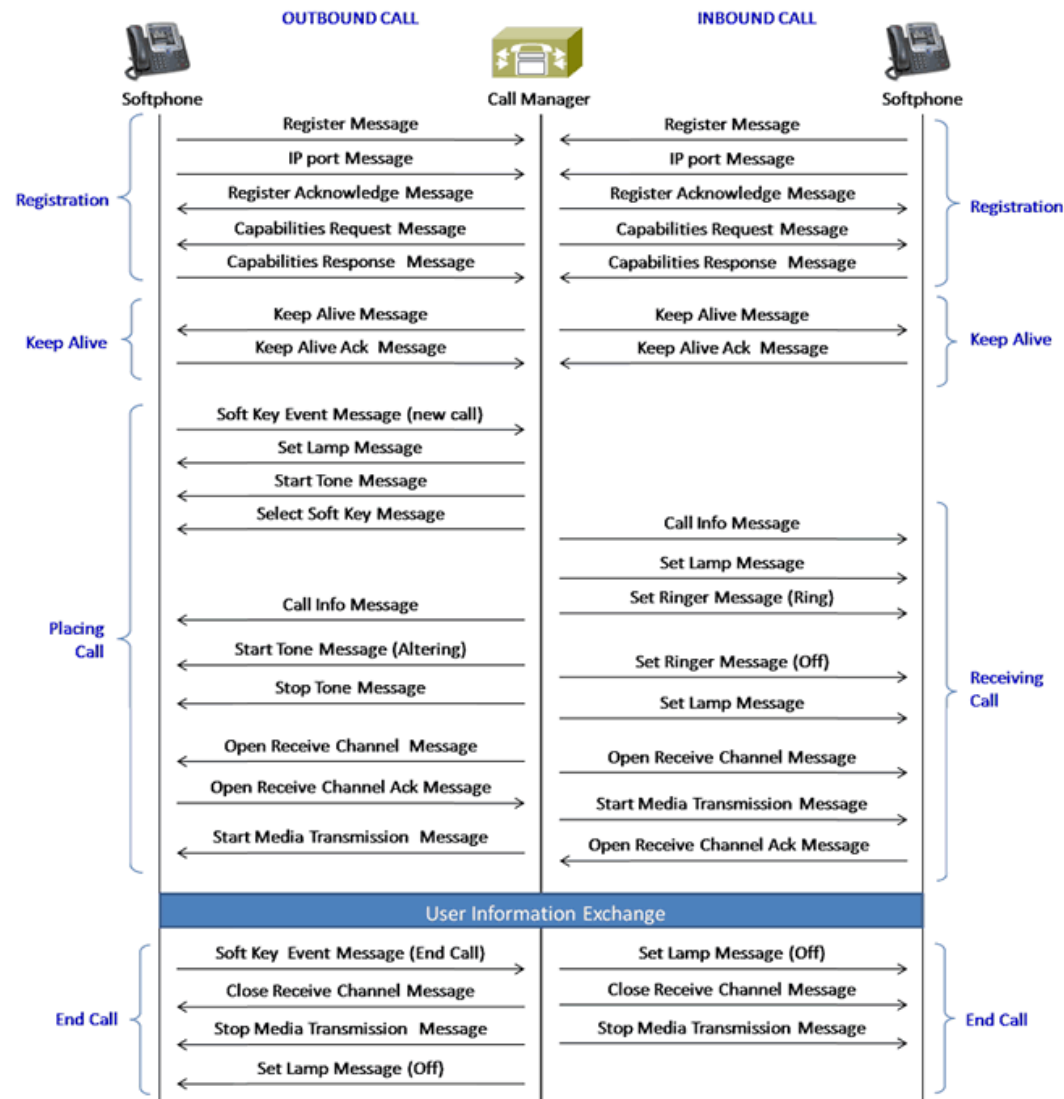 OUTBOUND CALL
INBOUND CALL
Softphone
Call Manager
Softphone
Register Message
Register Message
IP port Message
IP port Message
Registration
Register Acknowledge Message
Register Acknowledge Message
Registration
Capabilities Request Message
Capabilities Request Message
Capabilities Response Message
Capabilities Response Message
Keep Alive Message
Keep Alive Message
Keep Alive
Keep Alive
Keep Alive Ack Message
Keep Alive Ack Message
Soft Key Event Message (new call)
Set Lamp Message
Start Tone Message
Select Soft Key Message
Call Info Message
Set Lamp Message
Call Info Message
Set Ringer Message (Ring)
Placing
Call
Start Tone Message (Altering)
Set Ringer Message (Off)
Receiving
Call
Stop Tone Message
Set Lamp Message
Open Receive Channel Message
Open Receive Channel Message
Open Receive Channel Ack Message
Start Media Transmission Message
Start Media Transmission Message
Open Receive Channel Ack Message
User Information Exchange
Soft Key Event Message (End Call)
Set Lamp Message (Off)
Close Receive Channel Message
Close Receive Channel Message
End Call
Stop Media Transmission Message
Stop Media Transmission Message
End Call
Set Lamp Message (Off)